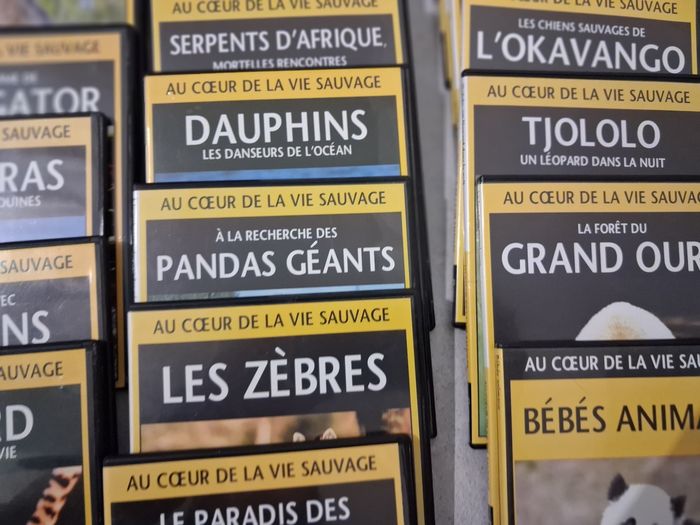 LA VIE SAUVAGE
GATOR
SAUVAGE
RAS
SAUVAGE
NS
AUVAGE
VIE
AU CŒUR DE LA VIE SAUVAGE
SERPENTS D'AFRIQUE,
MORTELLES RENCONTRES
AU CŒUR DE LA VIE SAUVAGE
DAUPHINS
LES DANSEURS DE L'OCÉAN
AU CŒUR DE LA VIE SAUVAGE
À LA RECHERCHE DES
PANDAS GÉANTS
AU CŒUR DE LA VIE SAUVAGE
LES ZÈBRES
AU CŒUR DE LA VIE SAUVAGE
LE PARADIS DES
AU CŒUR DE LA VIE SAUVAGE
LES CHIENS SAUVAGES DE
L'OKAVANGO
AU CŒUR DE LA VIE SAUVAGE
TJOLOLO
UN LÉOPARD DANS LA NUIT
AU CŒUR DE LA VIE SAUVAG
LA FORÊT DU
GRAND OUR
AU CŒUR DE LA VIE SAU
BÉBÉS ANIMA